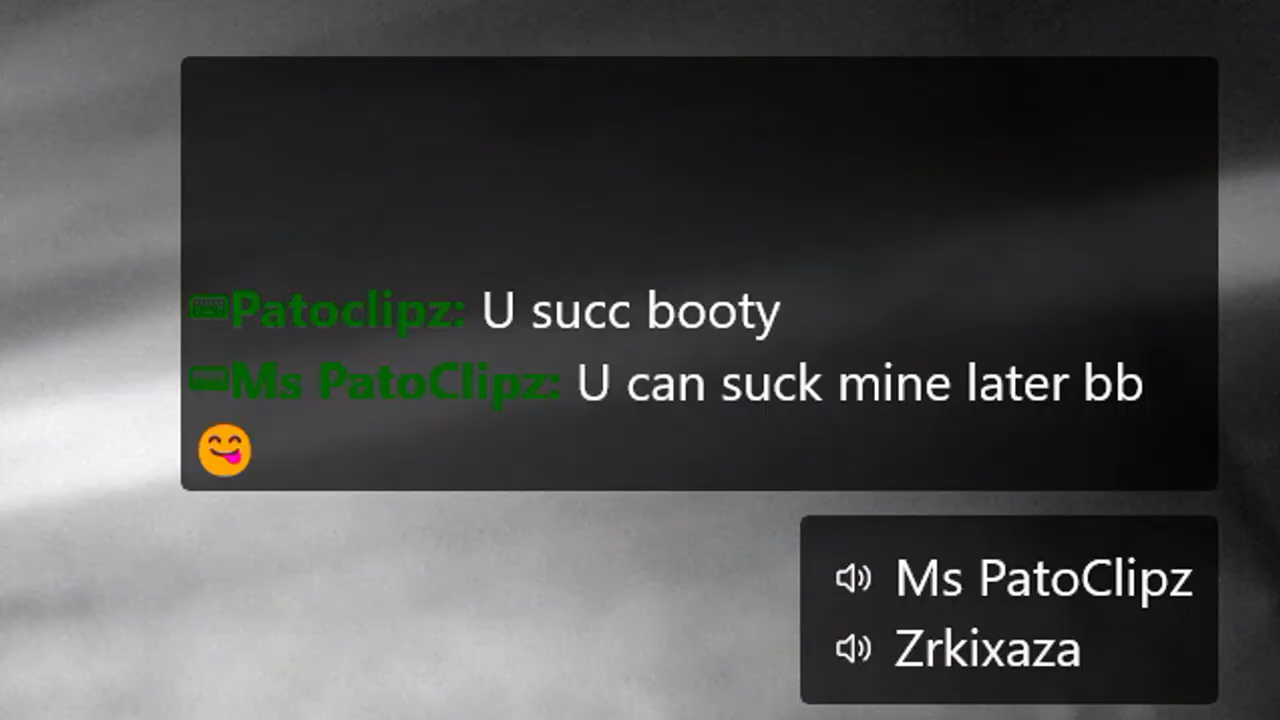 Patoclipz: U succ booty
Ms PatoClipz: U can suck mine later bb
😋
Ms PatoClipz
Zrkixaza